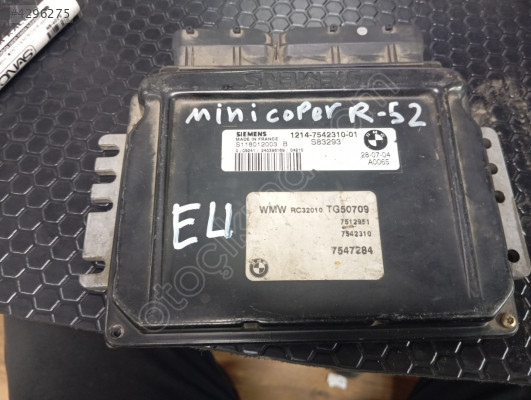 296275
minicoper R-52
SIEMENS
MADE IN FRANCE
S118012003 B
1214-7542310-01
S83293
28-07-04
A0065
EU
WMW RC32010 TG50709
7512951
7542310
7547284